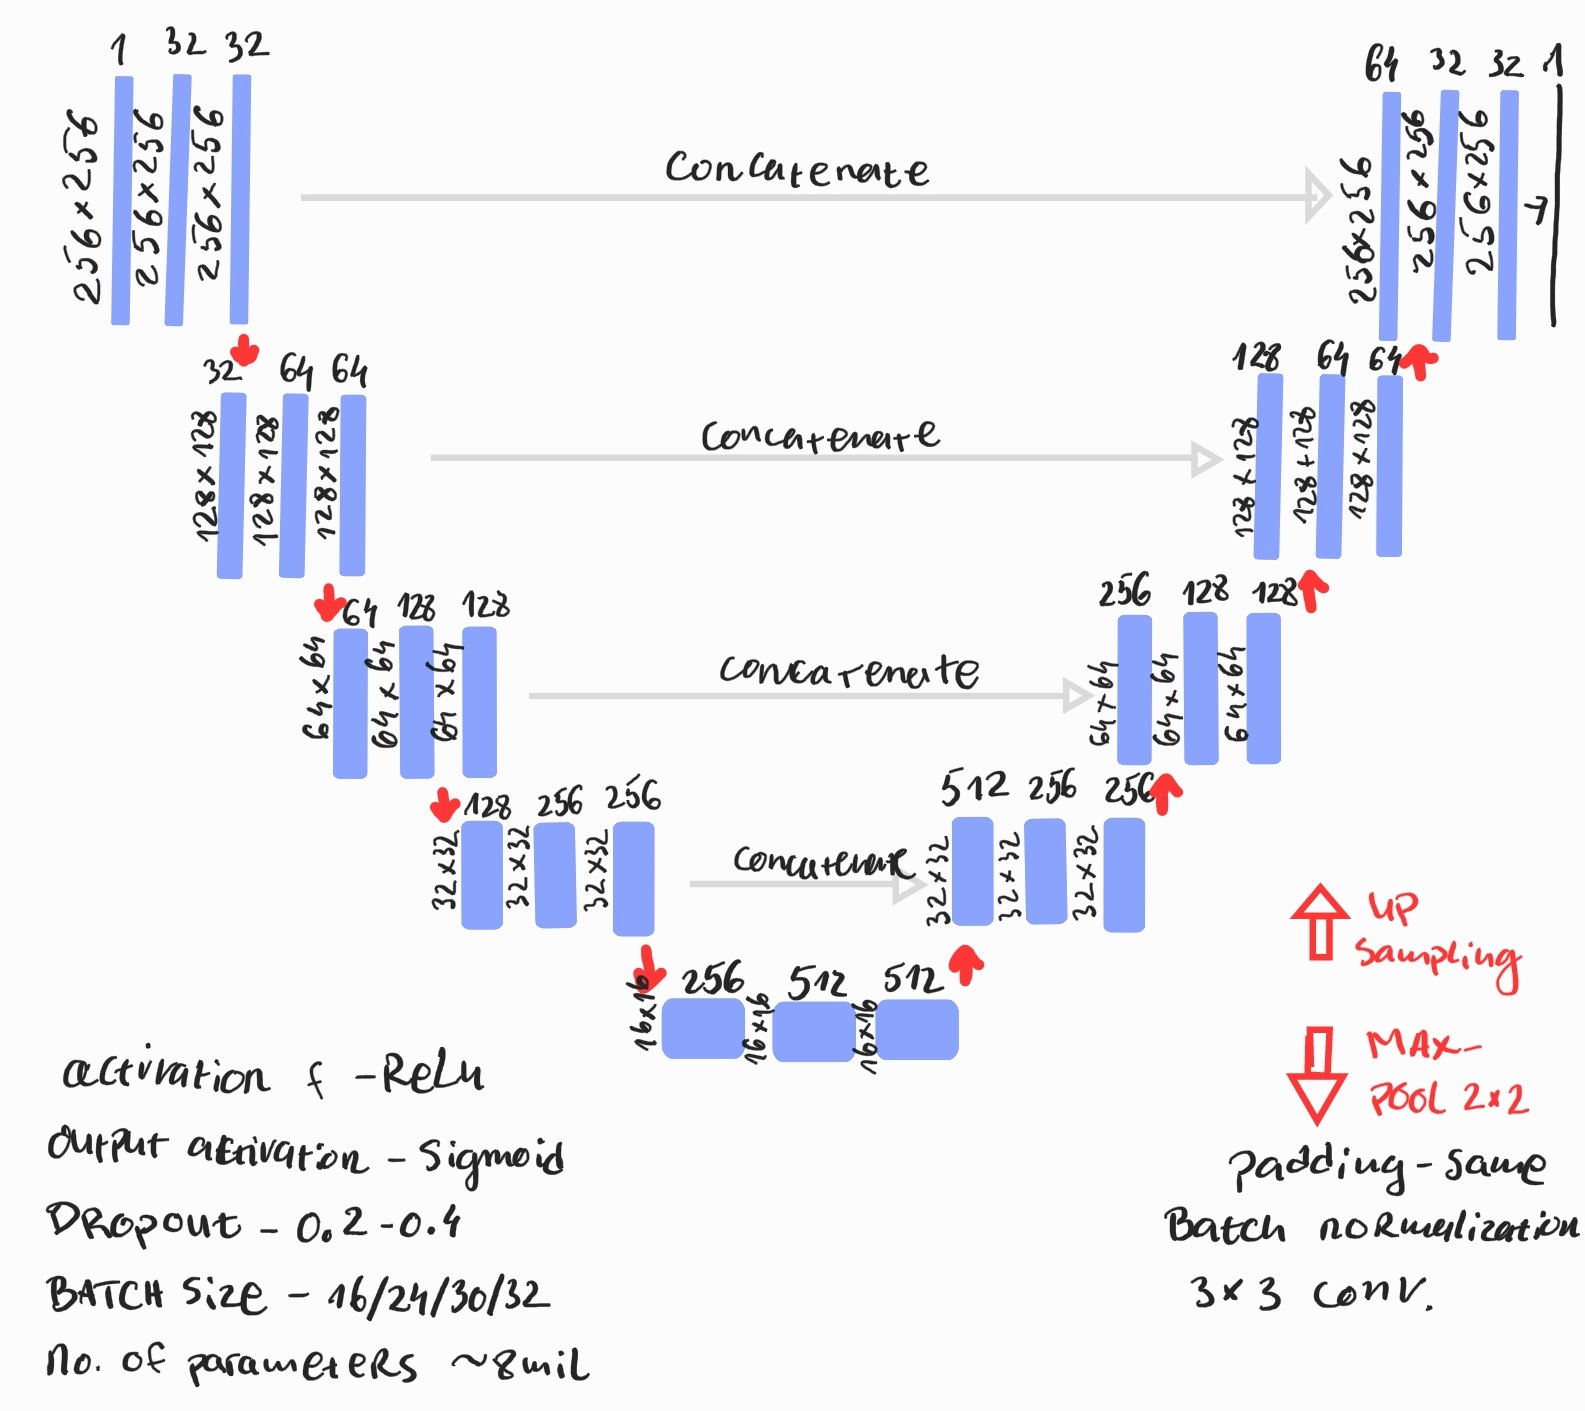 1 32 32
256×256 256×256 256×256
Concatenate
64 32 32 1
256×256 256×256 256×256
32 64 64
128×128 128×128 128×128
Concatenate
128 64 64
128×128 128+128 128×128
64 128 128
64×64 64×64 64×64
Concatenate
256 128 128
64+64 64×64 64×64
128 256 256
32×32 32×32 32×32
Concatenate
512 256 256
32×32 32×32 32×32
256 512 512
16×16 16×16 16×16
UP
sampling
MAX-
POOL 2×2
activation f - ReLu
output activation - Sigmoid
Dropout - 0.2-0.4
BATCH Size - 16/24/30/32
no. of parameters ~8mil
padding - same
Batch normalization
3×3 conv.